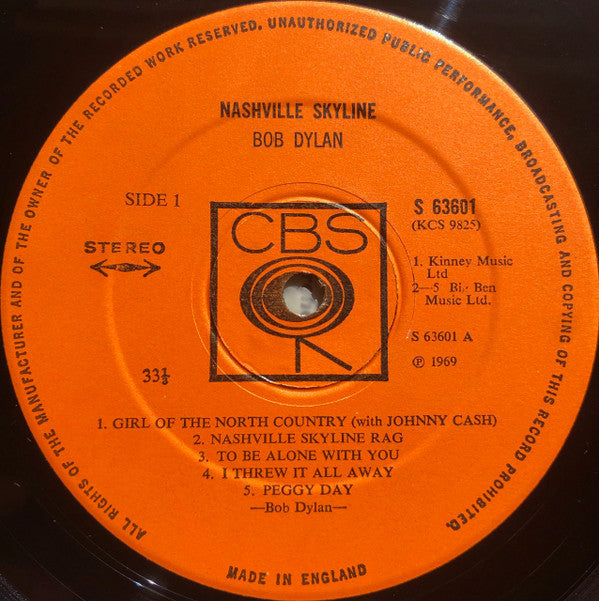 ALL RIGHTS OF THE MANUFACTURER AND OF THE OWNER OF THE RECORDED WORK RESERVED. UNAUTHORIZED PUBLIC PERFORMANCE, BROADCASTING AND COPYING OF THIS RECORD PROHIBITED.
NASHVILLE SKYLINE
BOB DYLAN
SIDE 1
S 63601
(KCS 9825)
CBS
STEREO
1. Kinney Music
Ltd
2—5 Ben
Music Ltd.
S 63601 A
℗ 1969
33⅓
1. GIRL OF THE NORTH COUNTRY (with JOHNNY CASH)
2. NASHVILLE SKYLINE RAG
3. TO BE ALONE WITH YOU
4. I THREW IT ALL AWAY
5. PEGGY DAY
—Bob Dylan—
MADE IN ENGLAND